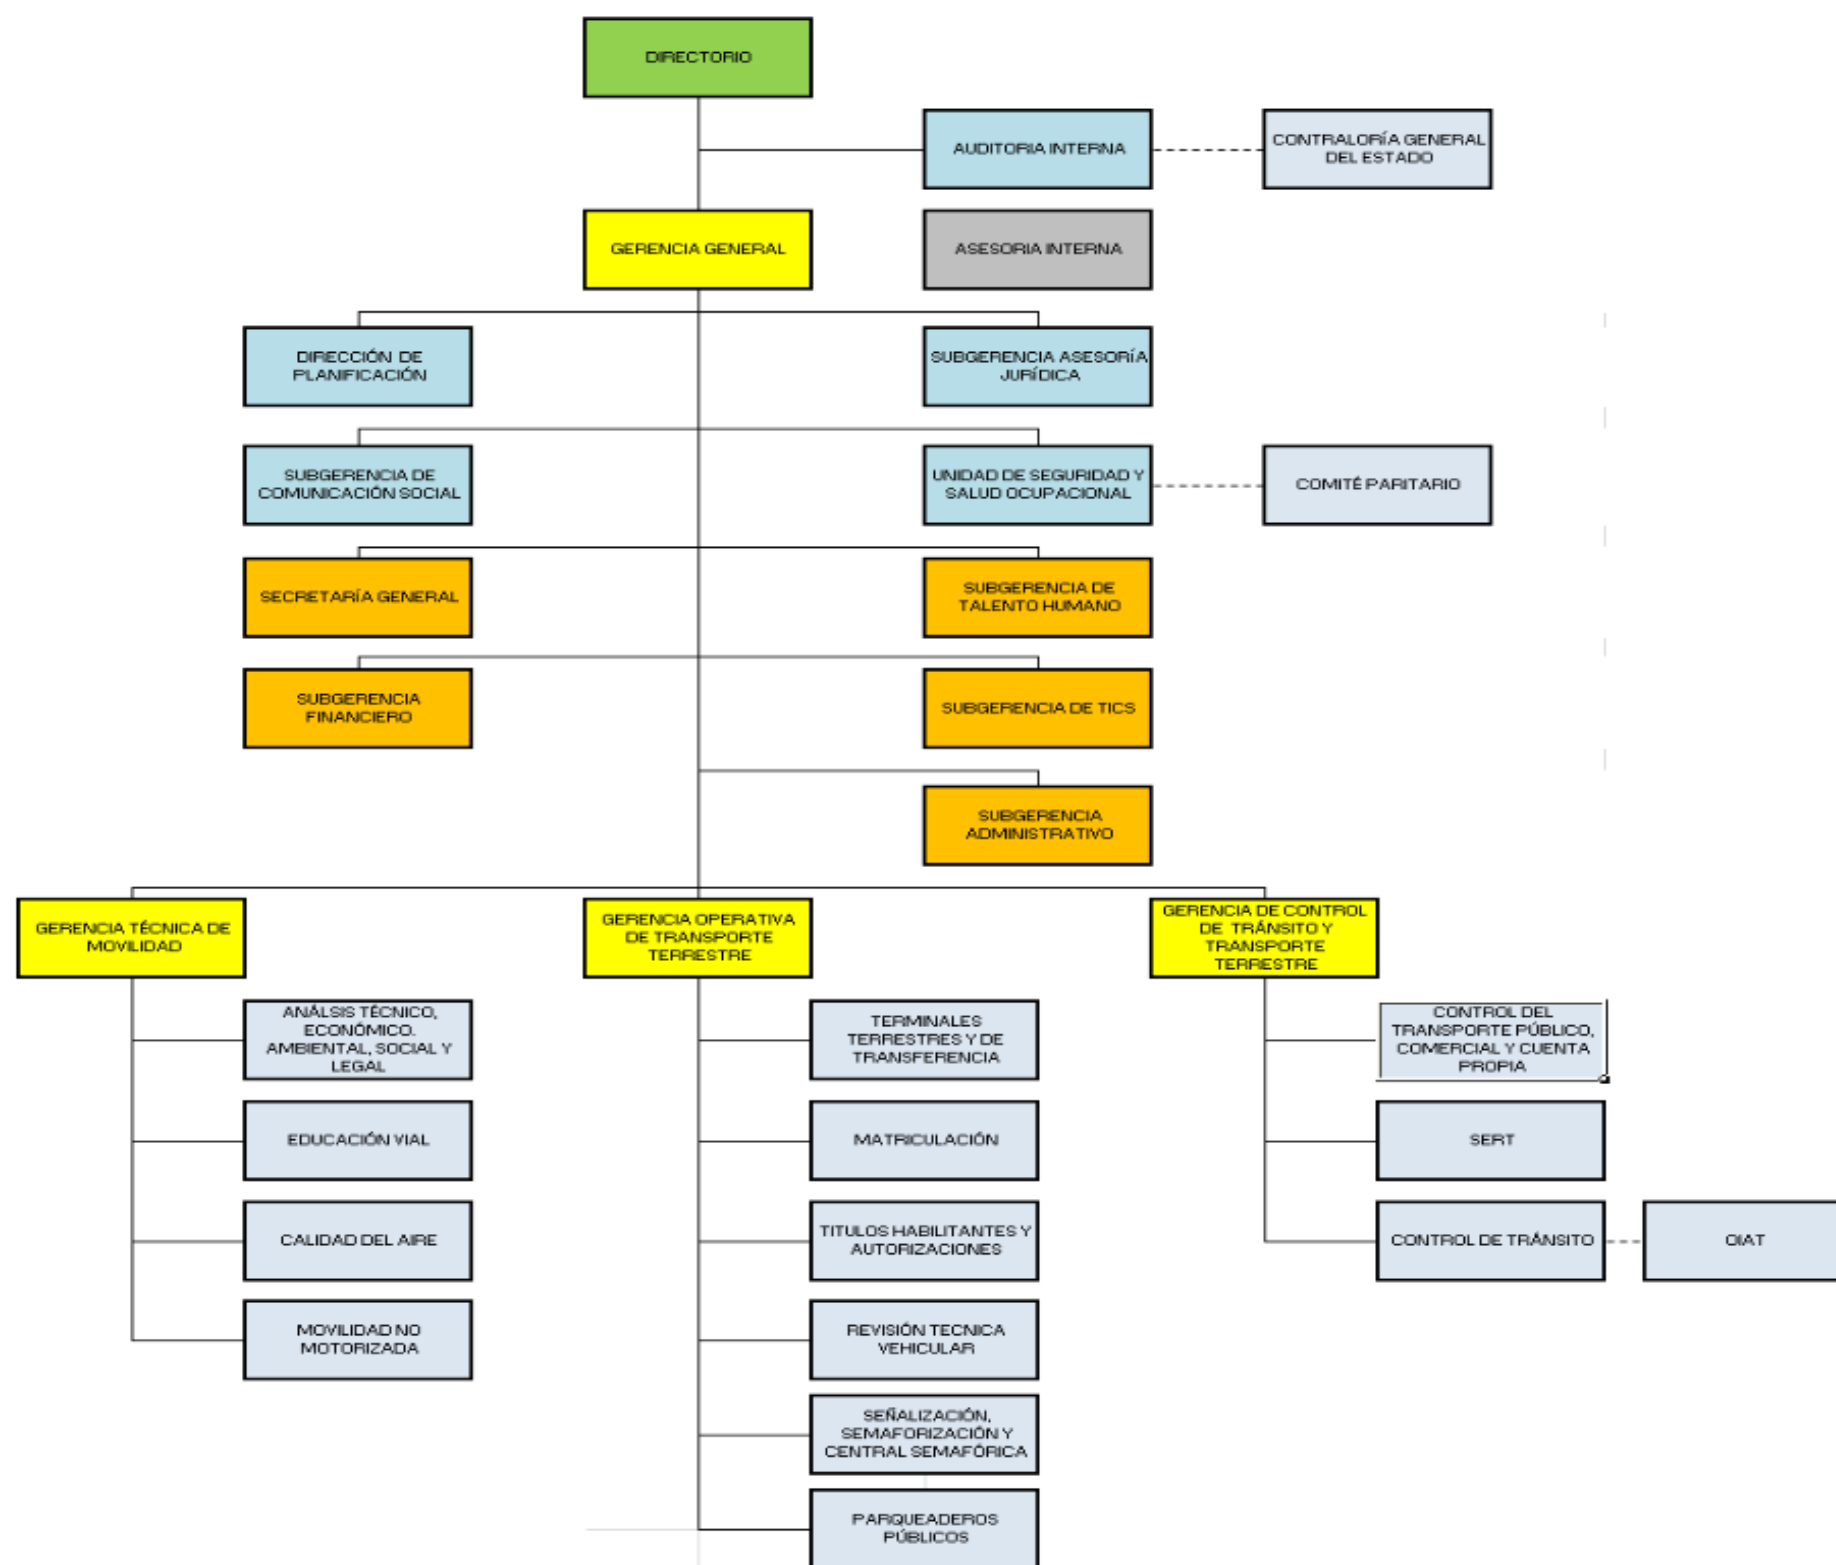 DIRECTORIO
AUDITORIA INTERNA
CONTRALORÍA GENERAL
DEL ESTADO
GERENCIA GENERAL
ASESORIA INTERNA
DIRECCIÓN DE
PLANIFICACIÓN
SUBGERENCIA ASESORÍA
JURÍDICA
SUBGERENCIA DE
COMUNICACIÓN SOCIAL
UNIDAD DE SEGURIDAD Y
SALUD OCUPACIONAL
COMITÉ PARITARIO
SECRETARÍA GENERAL
SUBGERENCIA DE
TALENTO HUMANO
SUBGERENCIA
FINANCIERO
SUBGERENCIA DE TICS
SUBGERENCIA
ADMINISTRATIVO
GERENCIA TÉCNICA DE
MOVILIDAD
GERENCIA OPERATIVA
DE TRANSPORTE
TERRESTRE
GERENCIA DE CONTROL
DE TRÁNSITO Y
TRANSPORTE
TERRESTRE
ANÁLSIS TÉCNICO,
ECONÓMICO.
AMBIENTAL, SOCIAL Y
LEGAL
TERMINALES
TERRESTRES Y DE
TRANSFERENCIA
CONTROL DEL
TRANSPORTE PÚBLICO,
COMERCIAL Y CUENTA
PROPIA
EDUCACIÓN VIAL
MATRICULACIÓN
SERT
CALIDAD DEL AIRE
TITULOS HABILITANTES Y
AUTORIZACIONES
CONTROL DE TRÁNSITO
OIAT
MOVILIDAD NO
MOTORIZADA
REVISIÓN TECNICA
VEHICULAR
SEÑALIZACIÓN,
SEMAFORIZACIÓN Y
CENTRAL SEMAFÓRICA
PARQUEADEROS
PÚBLICOS